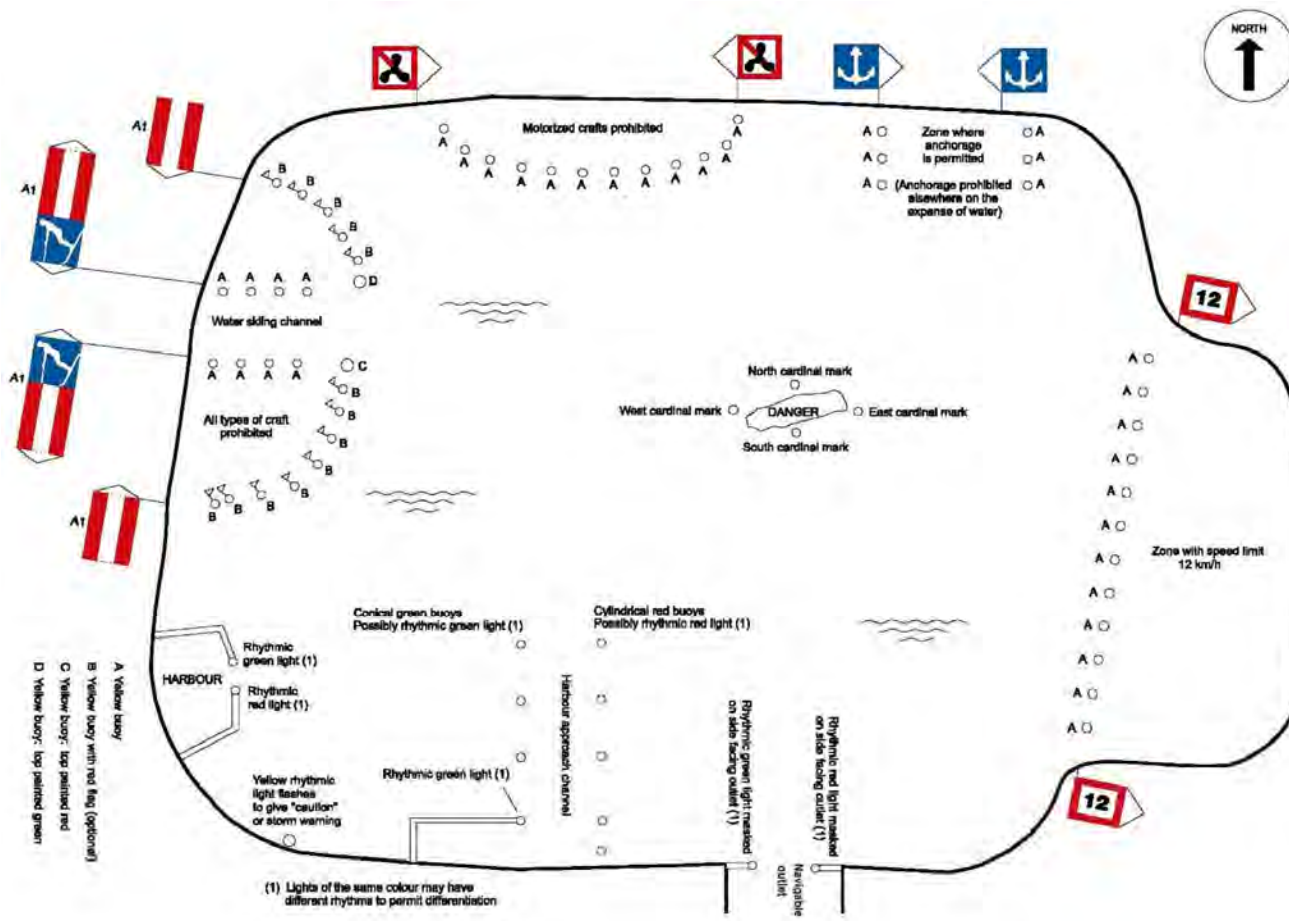 NORTH
A1
Motorized crafts prohibited
A
A
A
A
A
A
A
A
A
A
A
A
Zone where
anchorage
is permitted
A
A
A
A
(Anchorage prohibited
elsewhere on the
expanse of water)
A
A
A1
B
B
B
B
B
D
A A A A
Water skiing channel
12
A1
C
A A A A
B
B
B
B
B
B
B
B
All types of craft
prohibited
A1
North cardinal mark
West cardinal mark
DANGER
East cardinal mark
South cardinal mark
A
A
A
A
A
A
A
A
A
A
A
A
Zone with speed limit
12 km/h
12
Conical green buoys
Possibly rhythmic green light (1)
Cylindrical red buoys
Possibly rhythmic red light (1)
Harbour approach channel
Rhythmic
green light (1)
HARBOUR
Rhythmic
red light (1)
Rhythmic green light (1)
Yellow rhythmic
light flashes
to give "caution"
or storm warning
Rhythmic green light masked
on side facing outlet (1)
Rhythmic red light masked
on side facing outlet (1)
Navigable
outlet
A Yellow buoy
B Yellow buoy with red flag (optional)
C Yellow buoy: top painted red
D Yellow buoy: top painted green
(1) Lights of the same colour may have
different rhythms to permit differentiation